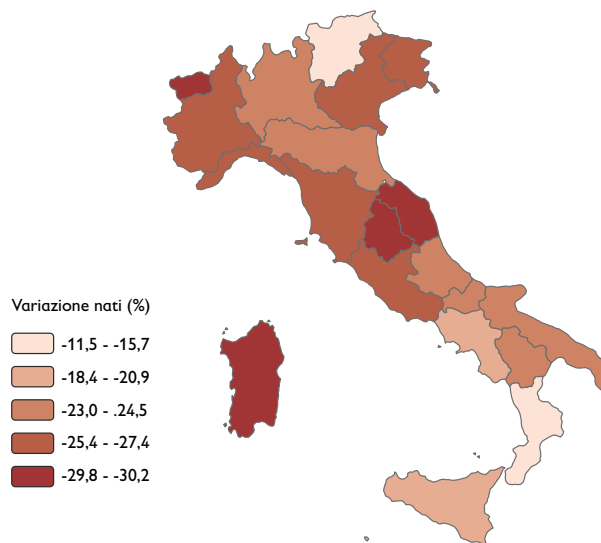 Variazione nati (%)
-11,5 - -15,7
-18,4 - -20,9
-23,0 - .24,5
-25,4 - -27,4
-29,8 - -30,2